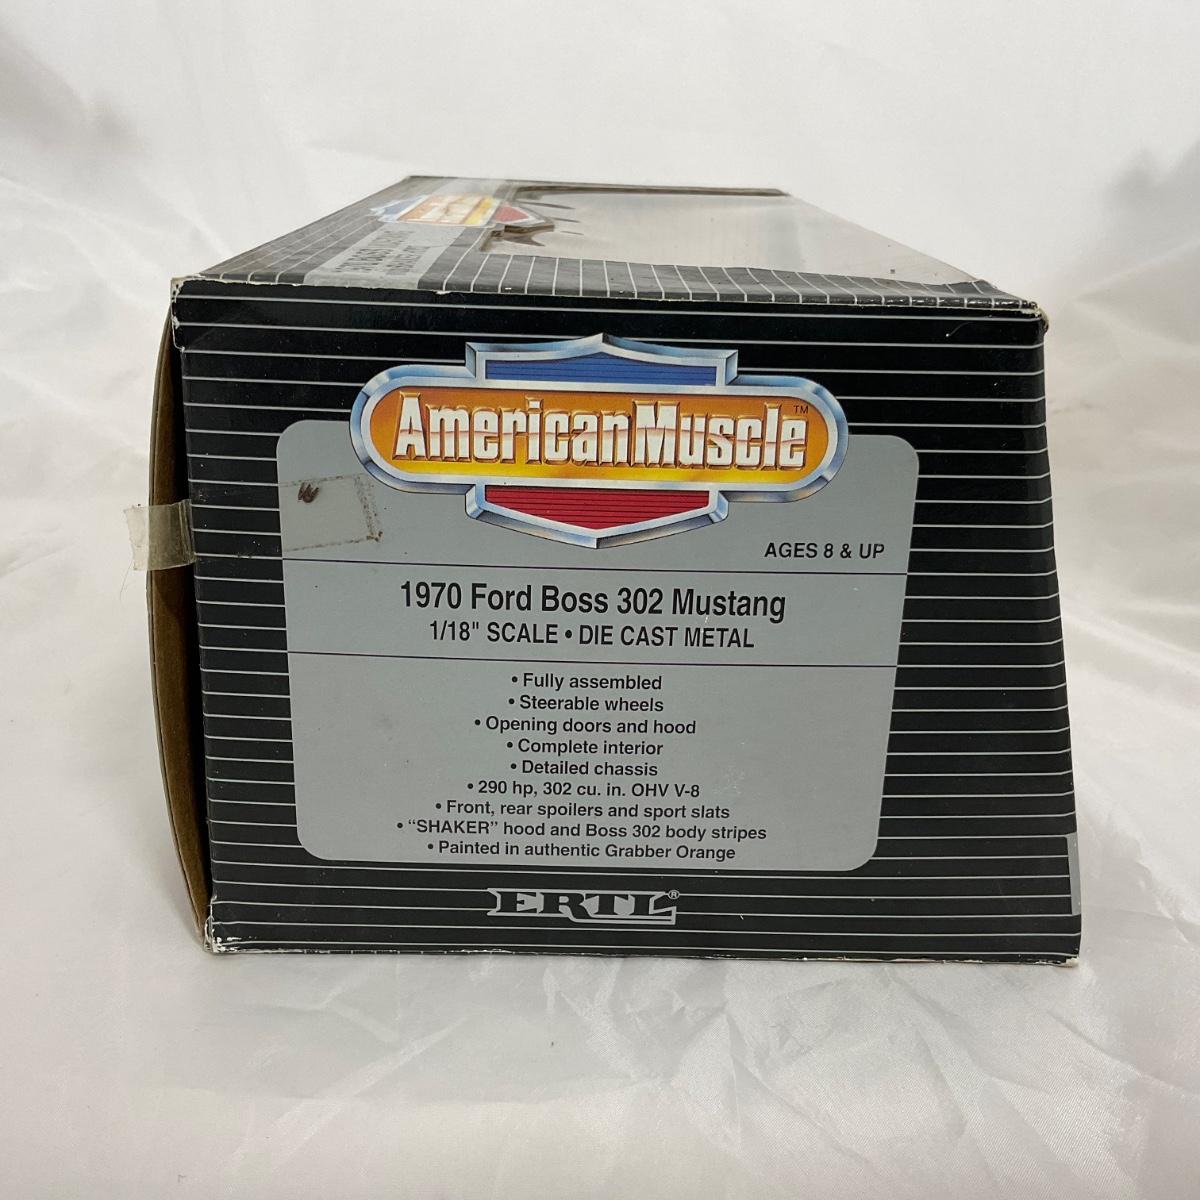 AmericanMuscle™
AGES 8 & UP
1970 Ford Boss 302 Mustang
1/18" SCALE • DIE CAST METAL
• Fully assembled
• Steerable wheels
• Opening doors and hood
• Complete interior
• Detailed chassis
• 290 hp, 302 cu. in. OHV V-8
• Front, rear spoilers and sport slats
• “SHAKER” hood and Boss 302 body stripes
• Painted in authentic Grabber Orange
ERTL®